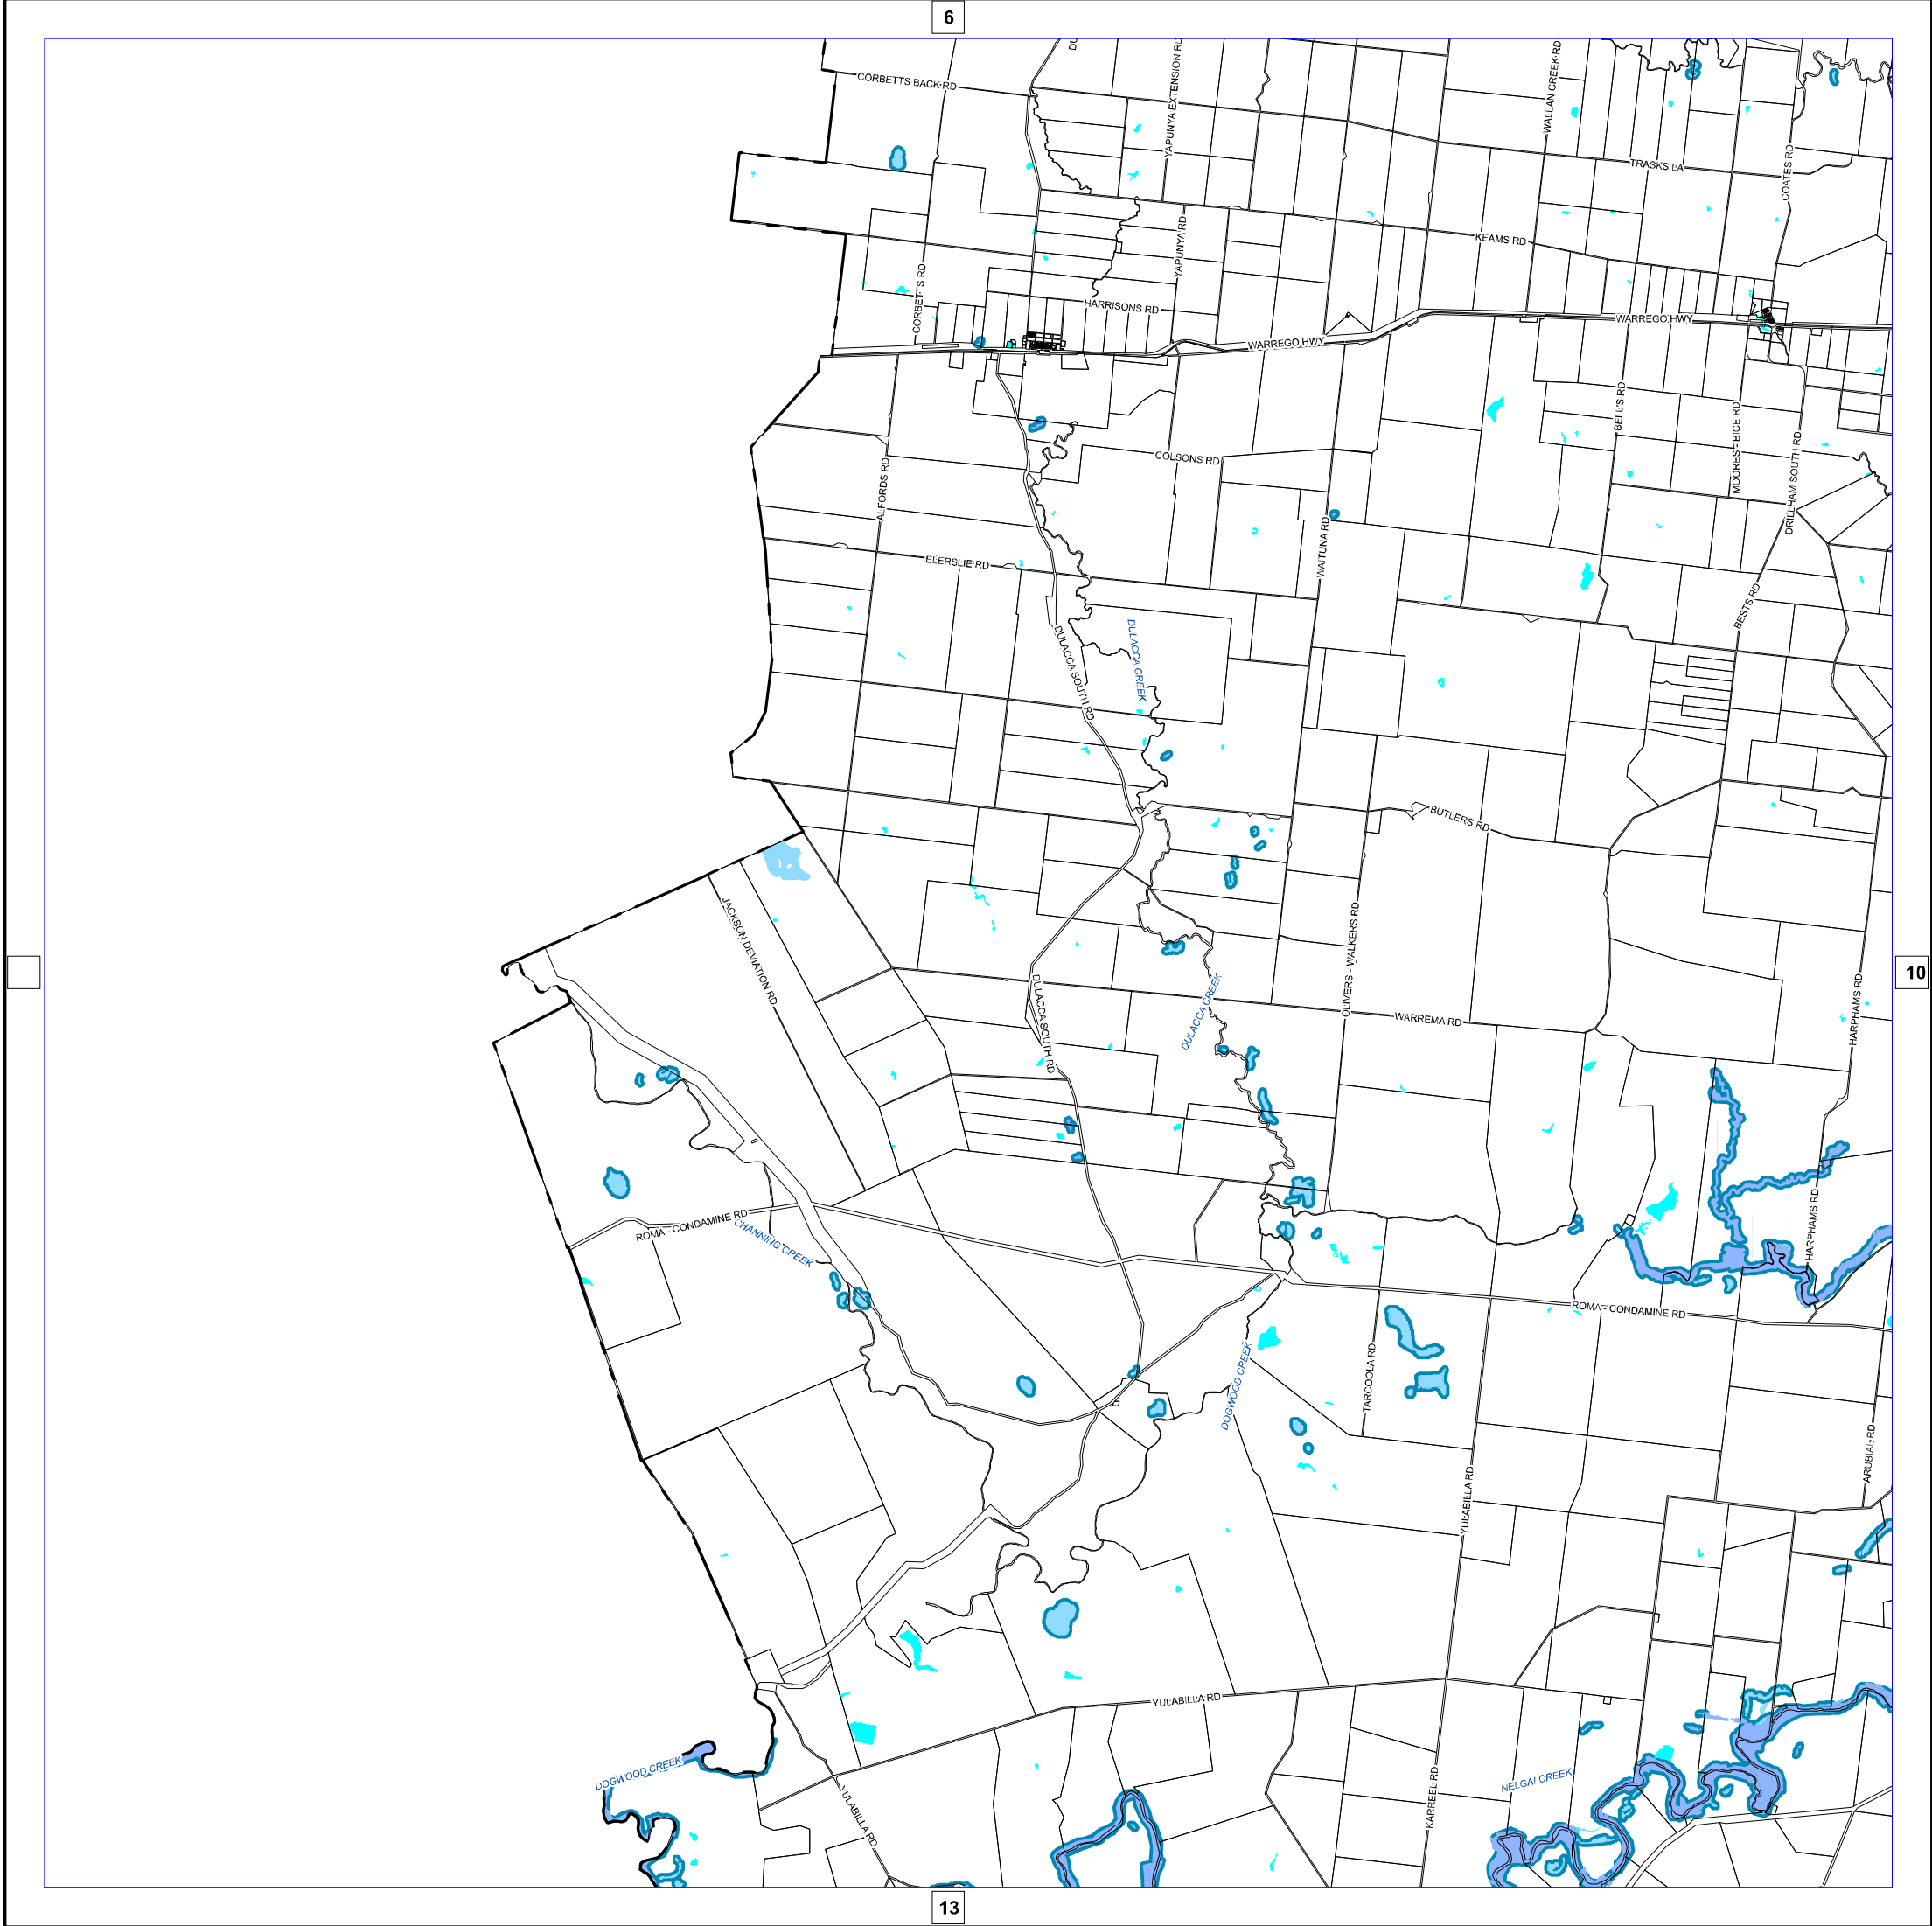 6
DU
CORBETTS BACK RD
YAPUNYA EXTENSION RD
WALLAN CREEK RD
TRASKS LA
COATES RD
YAPUNYA RD
KEAMS RD
CORBETTS RD
HARRISONS RD
WARREGO HWY
WARREGO HWY
ALFORDS RD
COLSONS RD
BELL'S RD
MOORES - BICE RD
DRILLHAM SOUTH RD
WAITUNA RD
ELERSLIE RD
BESTS RD
DULACCA SOUTH RD
DULACCA CREEK
BUTLERS RD
JACKSON DEVIATION RD
OLIVERS - WALKERS RD
10
DULACCA SOUTH RD
DULACCA CREEK
WARREMA RD
HARPHAMS RD
ROMA - CONDAMINE RD
CHANNING CREEK
HARPHAMS RD
ROMA - CONDAMINE RD
DOGWOOD CREEK
TARCOOLA RD
ARUBIAL RD
YULABILLA RD
YULABILLA RD
DOGWOOD CREEK
YULABILLA RD
KARREEL RD
NELGAI CREEK
13